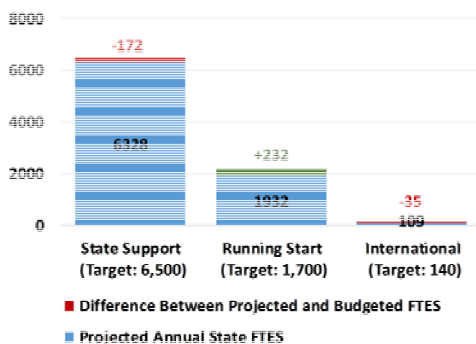 8000
-172
6000
6328
4000
+232
2000
1932
-35
109
0
State Support Running Start International
(Target: 6,500) (Target: 1,700) (Target: 140)
Difference Between Projected and Budgeted FTES
Projected Annual State FTES